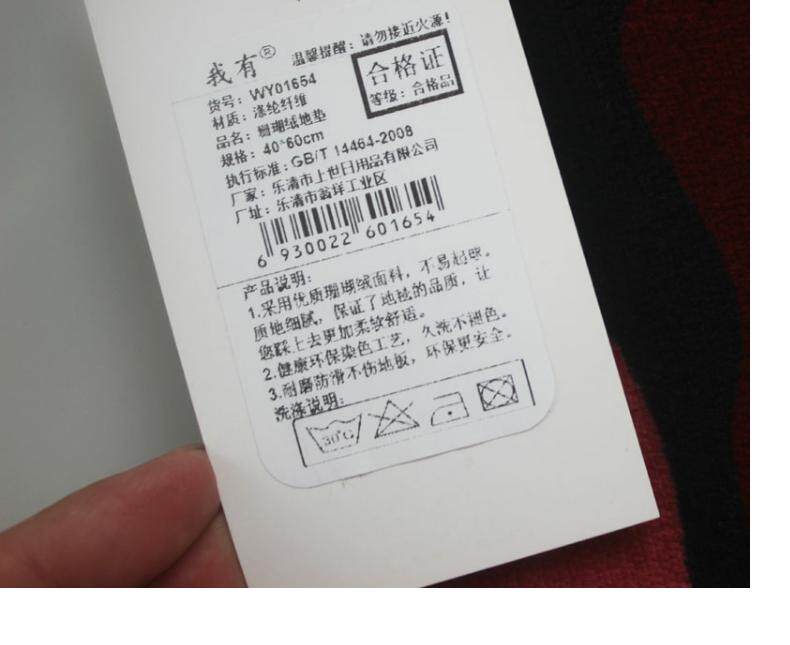 温馨提醒：请勿接近火源！
我有®
合格证
等级：合格品
货号：WY01654
材质：涤纶纤维
品名：珊瑚绒地垫
规格：40*60cm
执行标准：GB/T 14464-2008
厂家：乐清市上世日用品有限公司
厂址：乐清市翁垟工业区
6 930022 601654
产品说明：
1.采用优质珊瑚绒面料，不易起球。
质地细腻，保证了地毯的品质，让
您踩上去更加柔软舒适。
2.健康环保染色工艺，久洗不褪色。
3.耐磨防滑不伤地板，环保更安全。
洗涤说明：
30℃